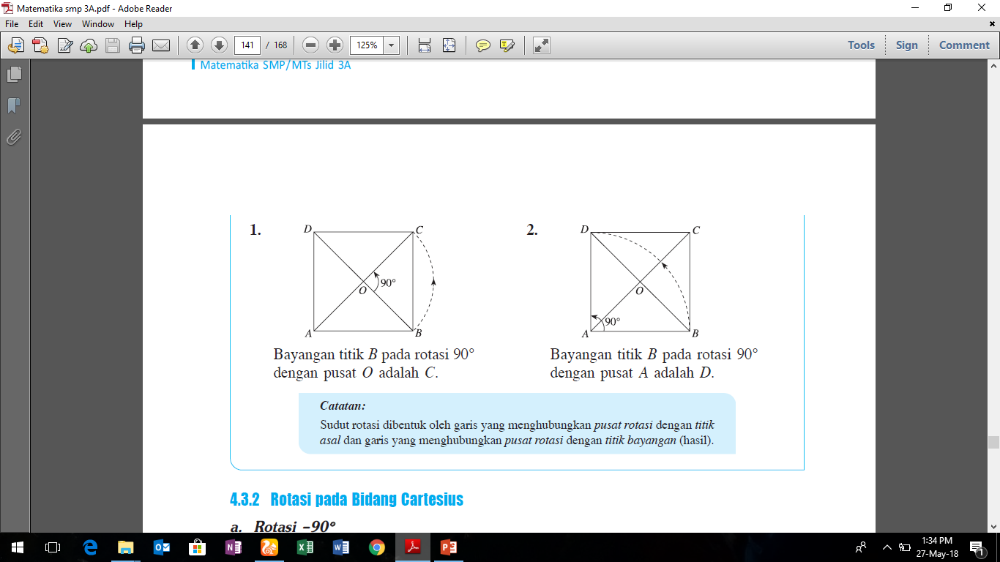 Matematika smp 3A.pdf - Adobe Reader
File Edit View Window Help
141 / 168 125% Tools Sign Comment
Matematika SMP/MTs Jilid 3A
1.
D
C
90°
O
A
B
Bayangan titik B pada rotasi 90°
dengan pusat O adalah C.
2.
D
C
O
90°
A
B
Bayangan titik B pada rotasi 90°
dengan pusat A adalah D.
Catatan:
Sudut rotasi dibentuk oleh garis yang menghubungkan pusat rotasi dengan titik
asal dan garis yang menghubungkan pusat rotasi dengan titik bayangan (hasil).
4.3.2 Rotasi pada Bidang Cartesius
a. Rotasi –90°
1:34 PM
27-May-18
1